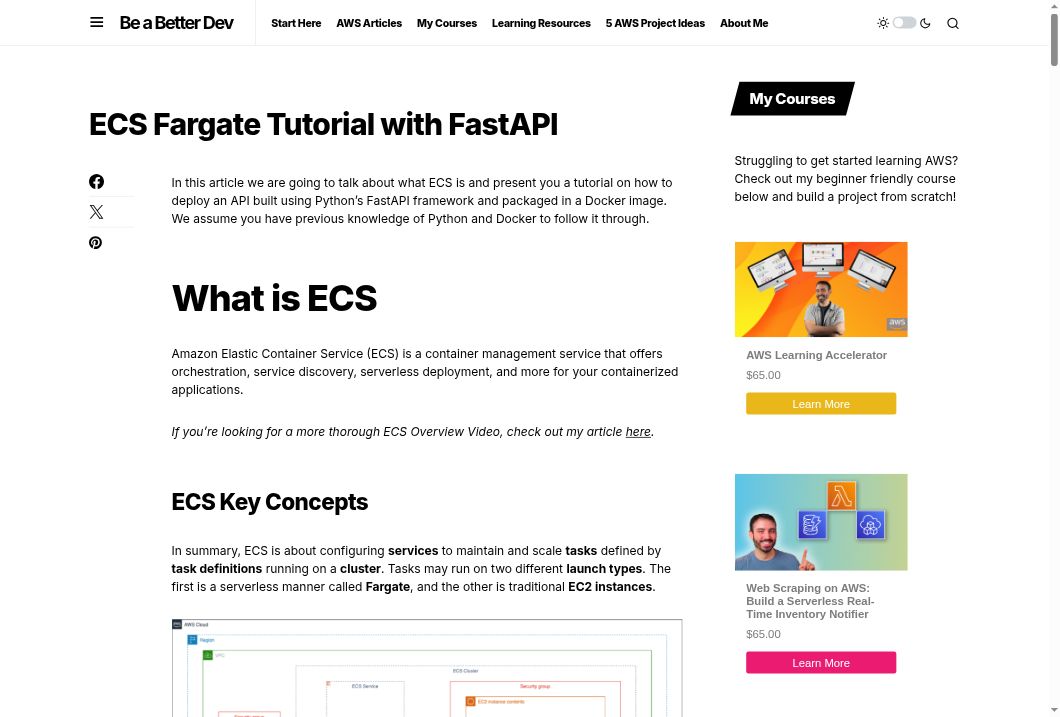 Be a Better Dev
Start Here
AWS Articles
My Courses
Learning Resources
5 AWS Project Ideas
About Me
ECS Fargate Tutorial with FastAPI
In this article we are going to talk about what ECS is and present you a tutorial on how to
deploy an API built using Python’s FastAPI framework and packaged in a Docker image.
We assume you have previous knowledge of Python and Docker to follow it through.
What is ECS
Amazon Elastic Container Service (ECS) is a container management service that offers
orchestration, service discovery, serverless deployment, and more for your containerized
applications.
If you’re looking for a more thorough ECS Overview Video, check out my article here.
ECS Key Concepts
In summary, ECS is about configuring services to maintain and scale tasks defined by
task definitions running on a cluster. Tasks may run on two different launch types. The
first is a serverless manner called Fargate, and the other is traditional EC2 instances.
AWS Cloud
Region
VPC
ECS Cluster
ECS Service
Security group
EC2 instance contents
My Courses
Struggling to get started learning AWS?
Check out my beginner friendly course
below and build a project from scratch!
aws
AWS Learning Accelerator
$65.00
Learn More
Web Scraping on AWS:
Build a Serverless Real-
Time Inventory Notifier
$65.00
Learn More